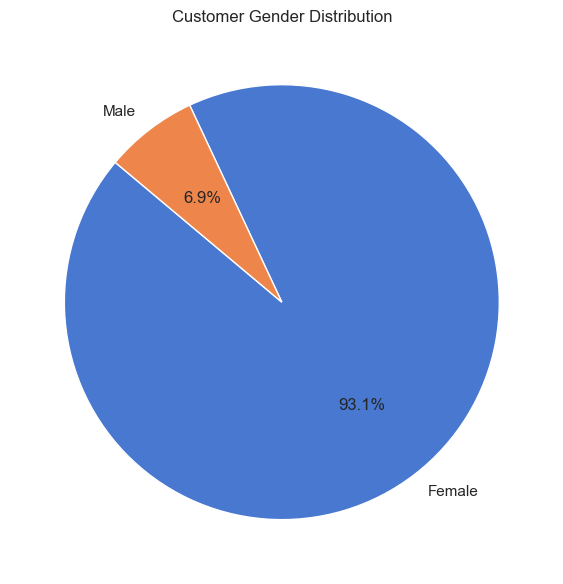 Customer Gender Distribution
Male
6.9%
93.1%
Female